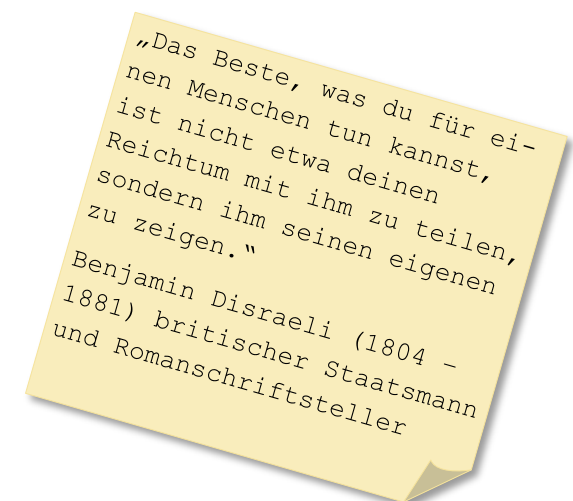 „Das Beste, was du für ei-
nen Menschen tun kannst,
ist nicht etwa deinen
Reichtum mit ihm zu teilen,
sondern ihm seinen eigenen
zu zeigen.“
Benjamin Disraeli (1804 –
1881) britischer Staatsmann
und Romanschriftsteller